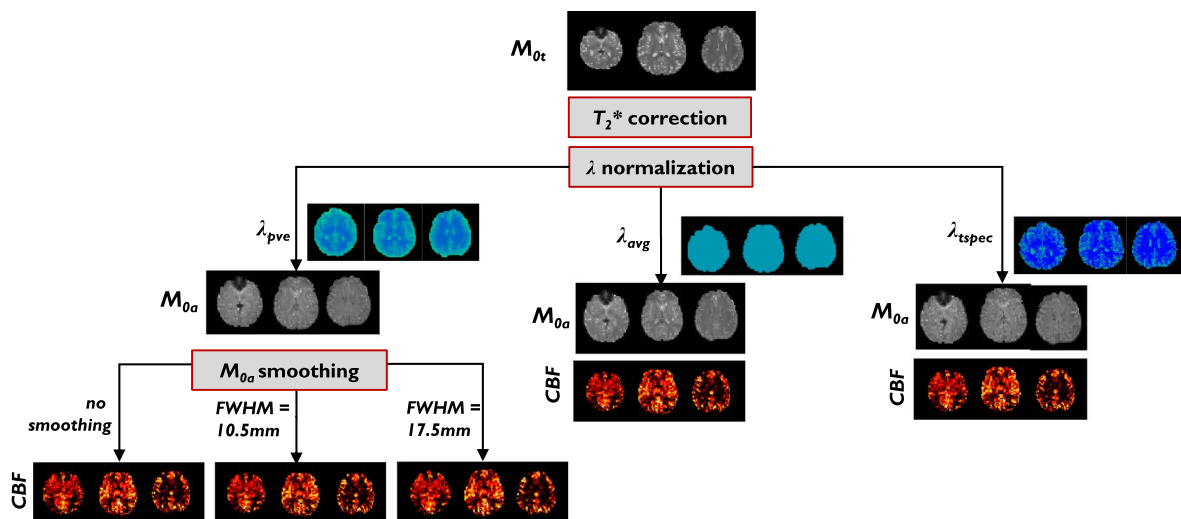 M0t
T2* correction
λ normalization
λpve
λavg
λtspec
M0a
M0a
M0a
M0a smoothing
CBF
CBF
no
smoothing
FWHM =
10.5mm
FWHM =
17.5mm
CBF